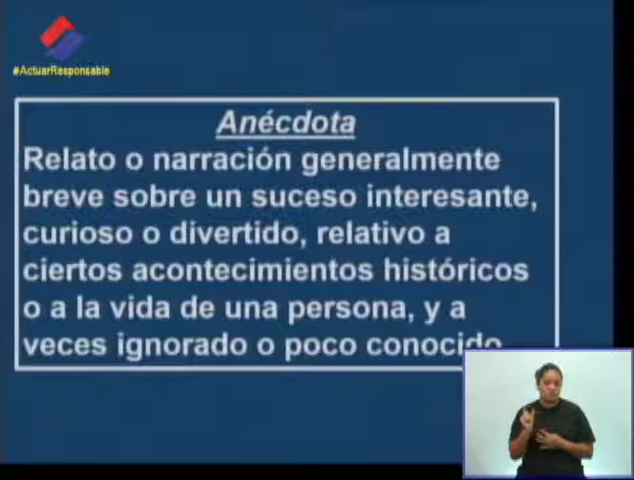 #ActuarResponsable
Anécdota
Relato o narración generalmente
breve sobre un suceso interesante,
curioso o divertido, relativo a
ciertos acontecimientos históricos
o a la vida de una persona, y a
veces ignorado o poco conocido